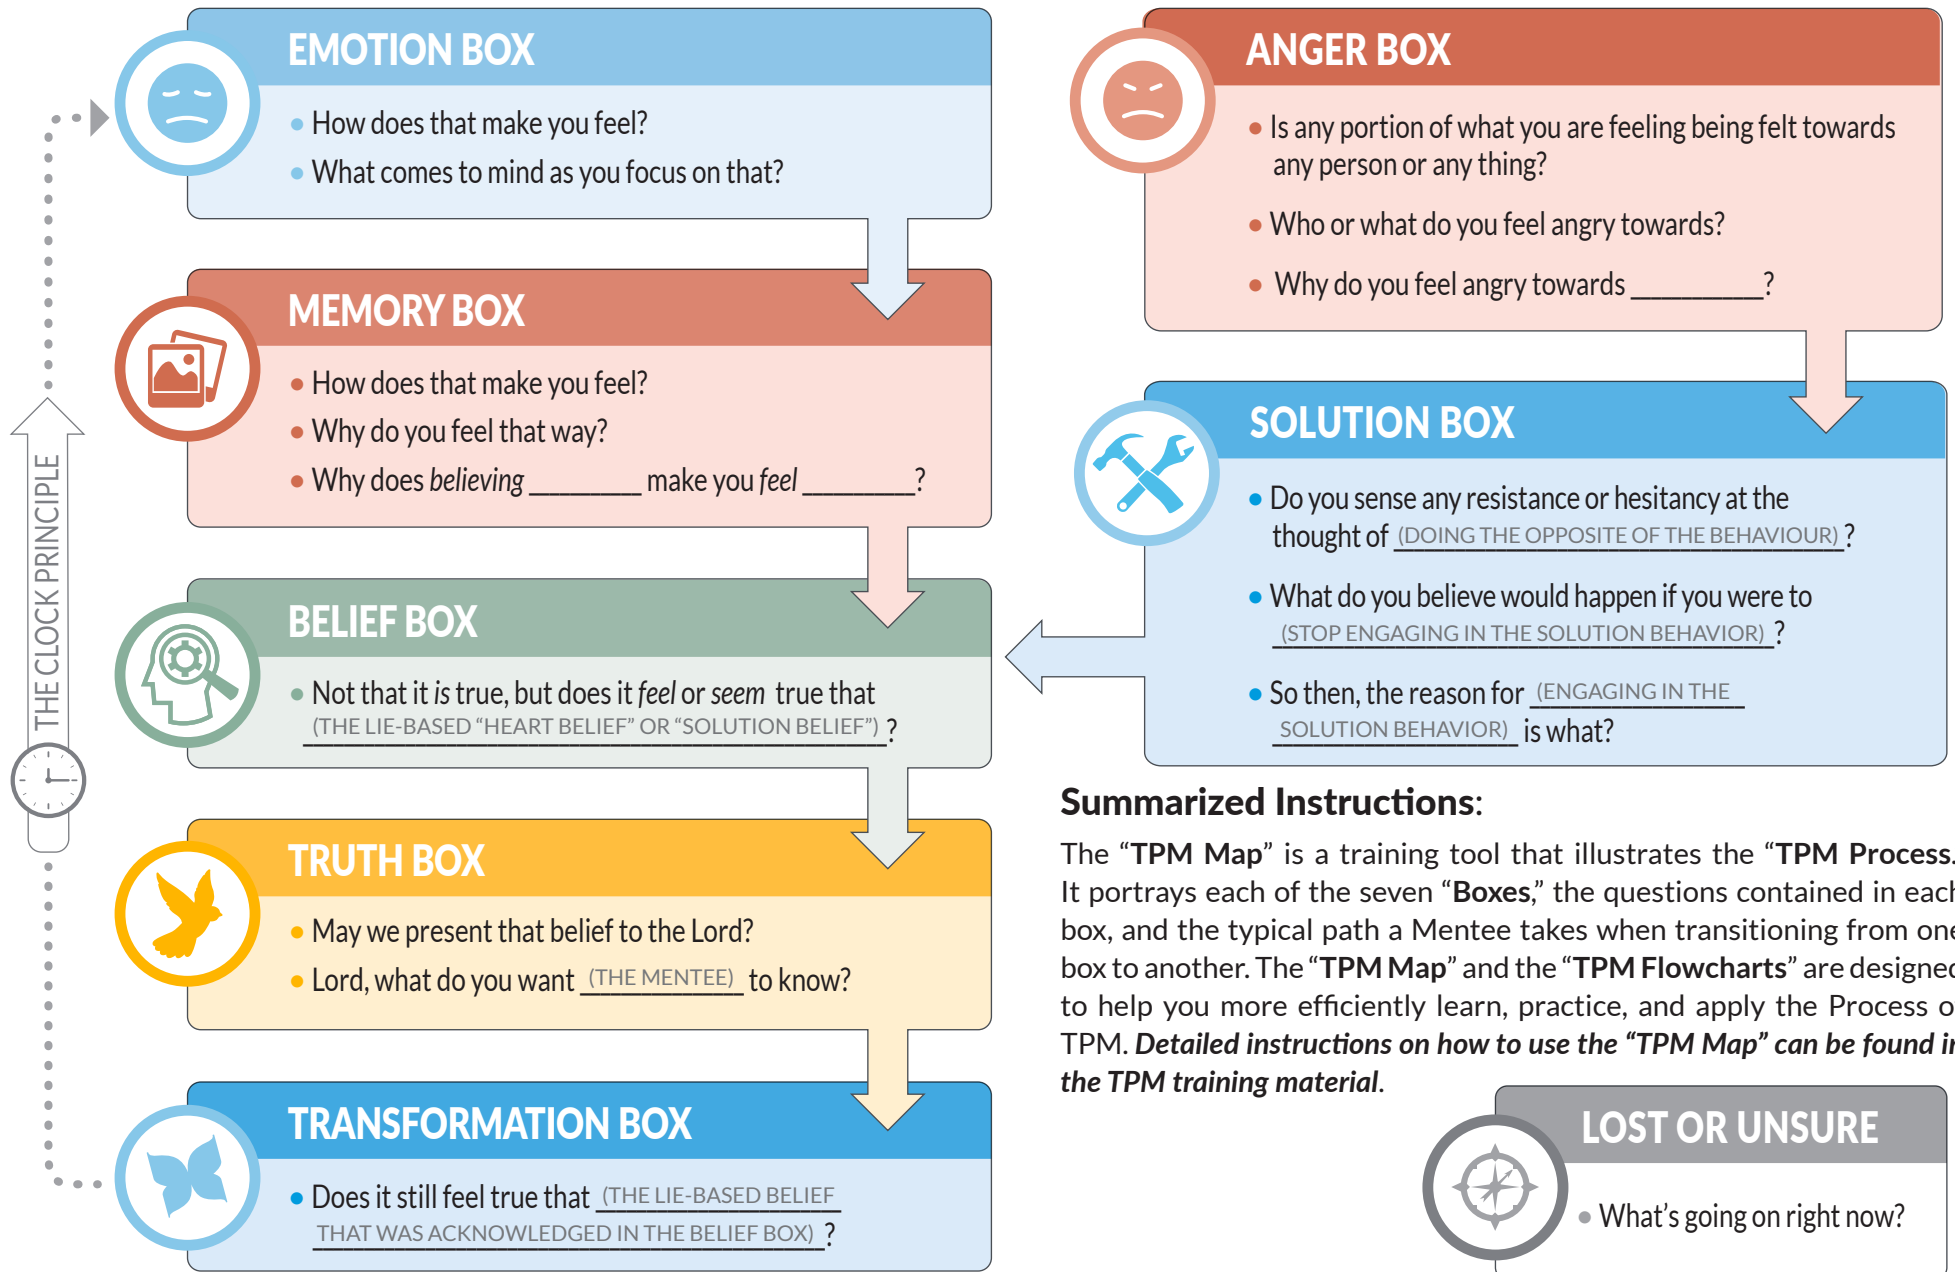 THE CLOCK PRINCIPLE
EMOTION BOX
• How does that make you feel?
• What comes to mind as you focus on that?
MEMORY BOX
• How does that make you feel?
• Why do you feel that way?
• Why does believing ___________ make you feel ___________?
BELIEF BOX
• Not that it is true, but does it feel or seem true that
(THE LIE-BASED “HEART BELIEF” OR “SOLUTION BELIEF”) ?
TRUTH BOX
• May we present that belief to the Lord?
• Lord, what do you want (THE MENTEE) to know?
TRANSFORMATION BOX
• Does it still feel true that (THE LIE-BASED BELIEF
THAT WAS ACKNOWLEDGED IN THE BELIEF BOX) ?
ANGER BOX
• Is any portion of what you are feeling being felt towards
any person or any thing?
• Who or what do you feel angry towards?
• Why do you feel angry towards _____________?
SOLUTION BOX
• Do you sense any resistance or hesitancy at the
thought of (DOING THE OPPOSITE OF THE BEHAVIOUR) ?
• What do you believe would happen if you were to
(STOP ENGAGING IN THE SOLUTION BEHAVIOR) ?
• So then, the reason for (ENGAGING IN THE
SOLUTION BEHAVIOR) is what?
Summarized Instructions:
The “TPM Map” is a training tool that illustrates the “TPM Process.
It portrays each of the seven “Boxes,” the questions contained in each
box, and the typical path a Mentee takes when transitioning from one
box to another. The “TPM Map” and the “TPM Flowcharts” are designed
to help you more efficiently learn, practice, and apply the Process of
TPM. Detailed instructions on how to use the “TPM Map” can be found in
the TPM training material.
LOST OR UNSURE
• What’s going on right now?